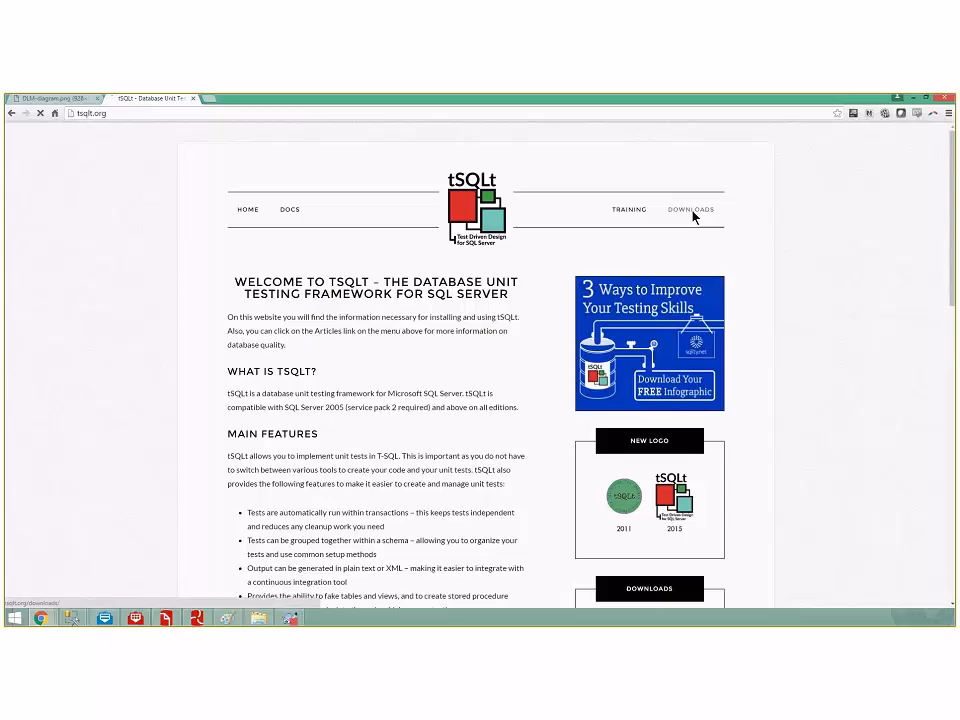 DLM-diagram.png (928×
tSQLt - Database Unit Tes
tsqlt.org
tSQLt
HOME
DOCS
TRAINING
DOWNLOADS
Test Driven Design
for SQL Server
WELCOME TO TSQLT – THE DATABASE UNIT
TESTING FRAMEWORK FOR SQL SERVER
On this website you will find the information necessary for installing and using tSQLt.
Also, you can click on the Articles link on the menu above for more information on
database quality.
WHAT IS TSQLT?
tSQLt is a database unit testing framework for Microsoft SQL Server. tSQLt is
compatible with SQL Server 2005 (service pack 2 required) and above on all editions.
MAIN FEATURES
tSQLt allows you to implement unit tests in T-SQL. This is important as you do not have
to switch between various tools to create your code and your unit tests. tSQLt also
provides the following features to make it easier to create and manage unit tests:
Tests are automatically run within transactions – this keeps tests independent
and reduces any cleanup work you need
Tests can be grouped together within a schema – allowing you to organize your
tests and use common setup methods
Output can be generated in plain text or XML – making it easier to integrate with
a continuous integration tool
Provides the ability to fake tables and views, and to create stored procedure
3 Ways to Improve
Your Testing Skills
sqlity.net
tSQLt
Download Your
FREE Infographic
NEW LOGO
tSQLt
tSQLt
Test Driven Design
for SQL Server
2011
2015
DOWNLOADS
tsqlt.org/downloads/